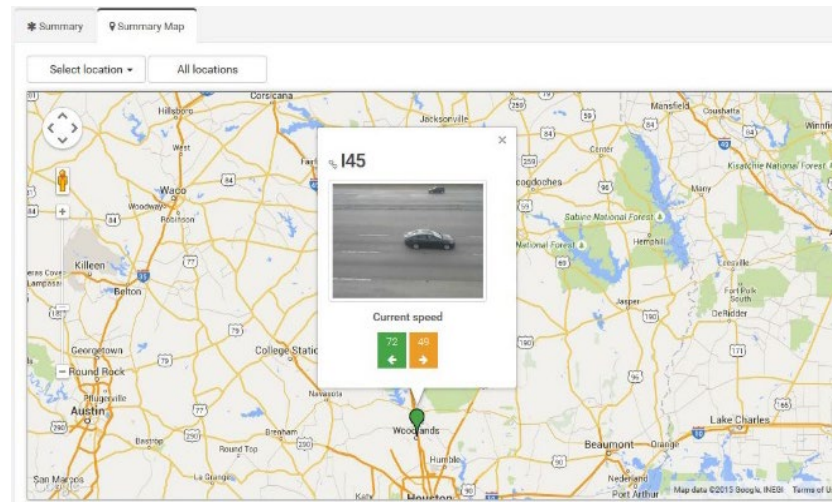 Summary
Summary Map
Select location
All locations
Corsicana
Hillsboro
Jacksonville
Mansfield
Coushatta
West
Center
Waco
Woodway
Robinson
Many
Kisatchie National Forest
Sabine National Forest
Hemphill
National Forest
Killeen
Belton
Leesville
Fort Polk
South
DeRidder
Jasper
Georgetown
Round Rock
Pflugerville
Austin
Navasota
Woodlands
Lake Charles
Bastrop
Brenham
Round Top
Beaumont
Orange
Humble
La Grange
San Marcos
Nederland
Port Arthur
Katy
Houston
I45
Current speed
72
49
Map data ©2015 Google, INEGI